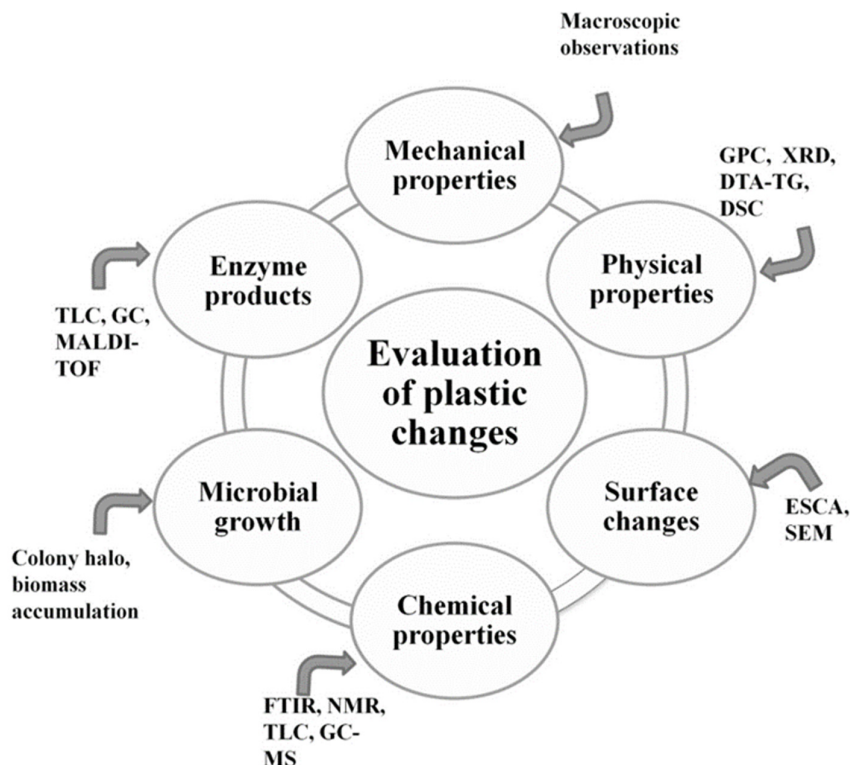 Macroscopic
observations
Mechanical
properties
GPC, XRD,
DTA-TG,
DSC
Physical
properties
Enzyme
products
TLC, GC,
MALDI-
TOF
Evaluation
of plastic
changes
Microbial
growth
Surface
changes
ESCA,
SEM
Colony halo,
biomass
accumulation
Chemical
properties
FTIR, NMR,
TLC, GC-
MS